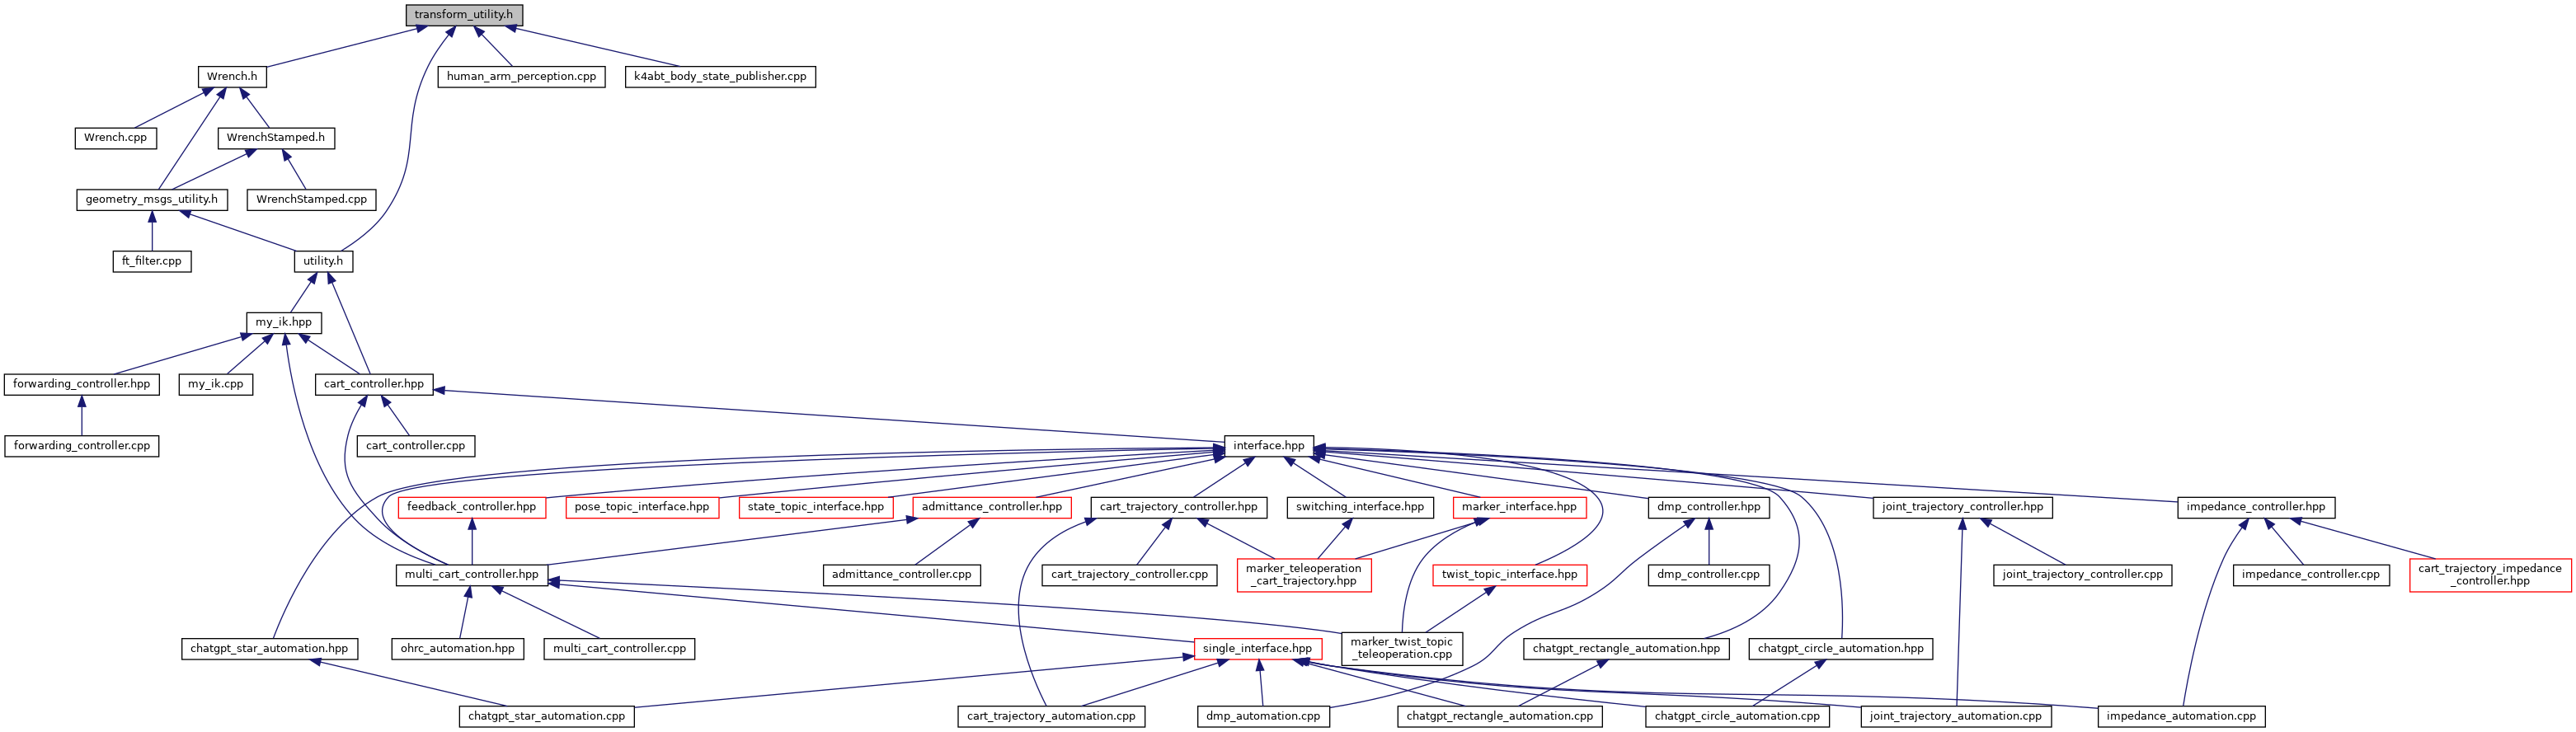 transform_utility.h
Wrench.h
human_arm_perception.cpp
k4abt_body_state_publisher.cpp
Wrench.cpp
WrenchStamped.h
geometry_msgs_utility.h
WrenchStamped.cpp
ft_filter.cpp
utility.h
my_ik.hpp
forwarding_controller.hpp
my_ik.cpp
cart_controller.hpp
forwarding_controller.cpp
cart_controller.cpp
interface.hpp
feedback_controller.hpp
pose_topic_interface.hpp
state_topic_interface.hpp
admittance_controller.hpp
cart_trajectory_controller.hpp
switching_interface.hpp
marker_interface.hpp
dmp_controller.hpp
joint_trajectory_controller.hpp
impedance_controller.hpp
multi_cart_controller.hpp
admittance_controller.cpp
cart_trajectory_controller.cpp
marker_teleoperation
_cart_trajectory.hpp
twist_topic_interface.hpp
dmp_controller.cpp
joint_trajectory_controller.cpp
impedance_controller.cpp
cart_trajectory_impedance
_controller.hpp
chatgpt_star_automation.hpp
ohrc_automation.hpp
multi_cart_controller.cpp
single_interface.hpp
marker_twist_topic
_teleoperation.cpp
chatgpt_rectangle_automation.hpp
chatgpt_circle_automation.hpp
chatgpt_star_automation.cpp
cart_trajectory_automation.cpp
dmp_automation.cpp
chatgpt_rectangle_automation.cpp
chatgpt_circle_automation.cpp
joint_trajectory_automation.cpp
impedance_automation.cpp